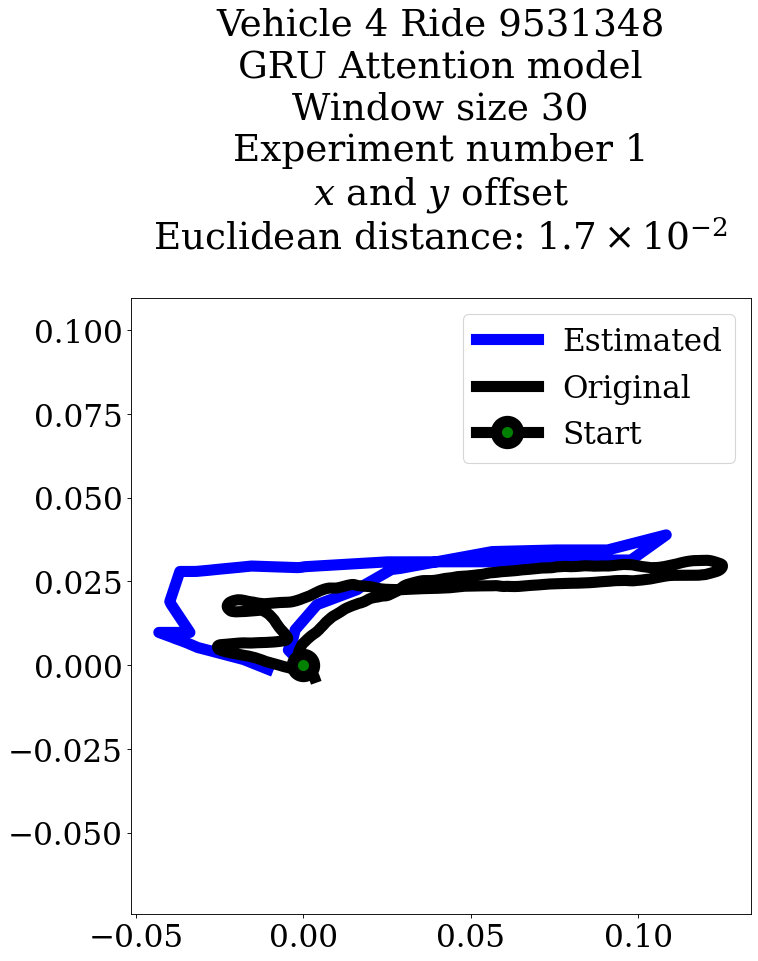 Vehicle 4 Ride 9531348
GRU Attention model
Window size 30
Experiment number 1
x and y offset
Euclidean distance: 1.7 × 10⁻²
Estimated
Original
Start
0.100
0.075
0.050
0.025
0.000
−0.025
−0.050
−0.05 0.00 0.05 0.10